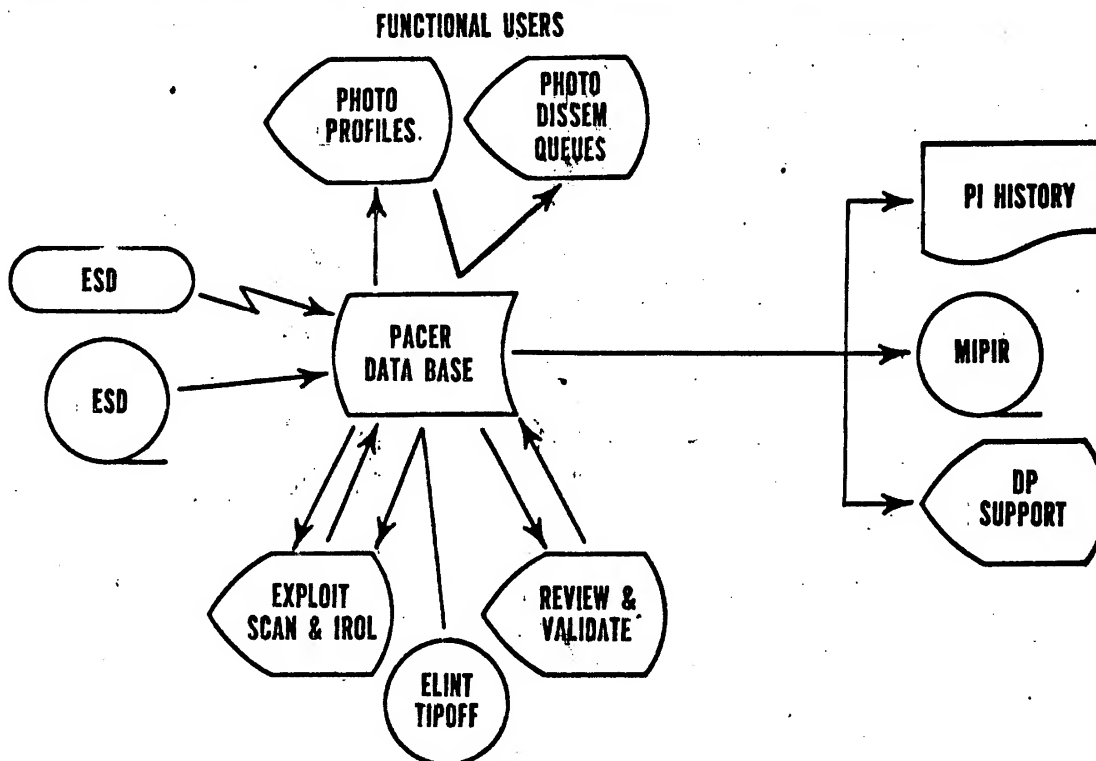 FUNCTIONAL USERS
PHOTO
PROFILES.
PHOTO
DISSEM
QUEUES
PI HISTORY
ESD
PACER
DATA BASE
MIPIR
ESD
DP
SUPPORT
EXPLOIT
SCAN & IROL
REVIEW &
VALIDATE
ELINT
TIPOFF